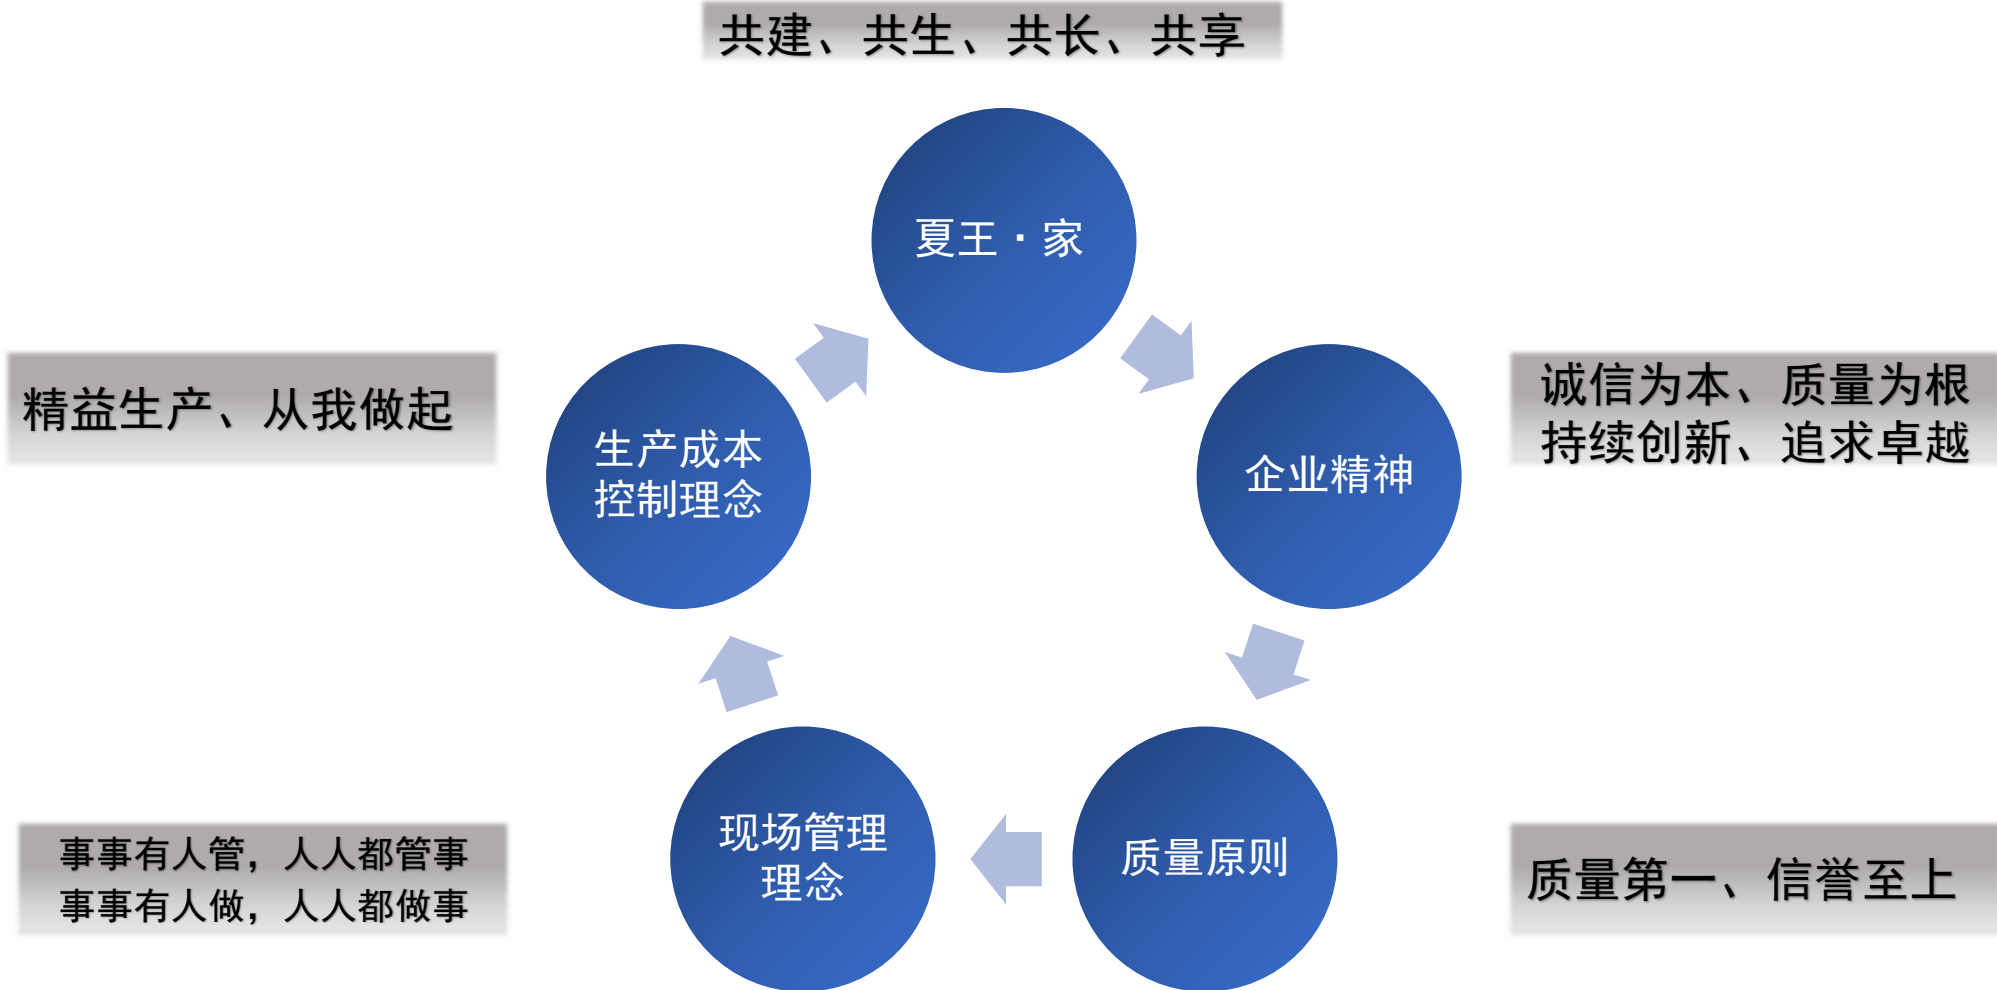 共建、共生、共长、共享
夏王·家
精益生产、从我做起
生产成本
控制理念
企业精神
诚信为本、质量为根
持续创新、追求卓越
事事有人管，人人都管事
事事有人做，人人都做事
现场管理
理念
质量原则
质量第一、信誉至上